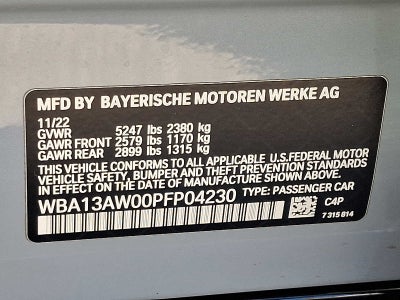 MFD BY BAYERISCHE MOTOREN WERKE AG
11/22
GVWR 5247 lbs 2380 kg
GAWR FRONT 2579 lbs 1170 kg
GAWR REAR 2899 lbs 1315 kg
THIS VEHICLE CONFORMS TO ALL APPLICABLE U.S. FEDERAL MOTOR
VEHICLE SAFETY, BUMPER AND THEFT PREVENTION STANDARDS
IN EFFECT ON THE DATE OF MANUFACTURE SHOWN ABOVE.
WBA13AW00PFP04230 TYPE: PASSENGER CAR
C4P
7 315 814